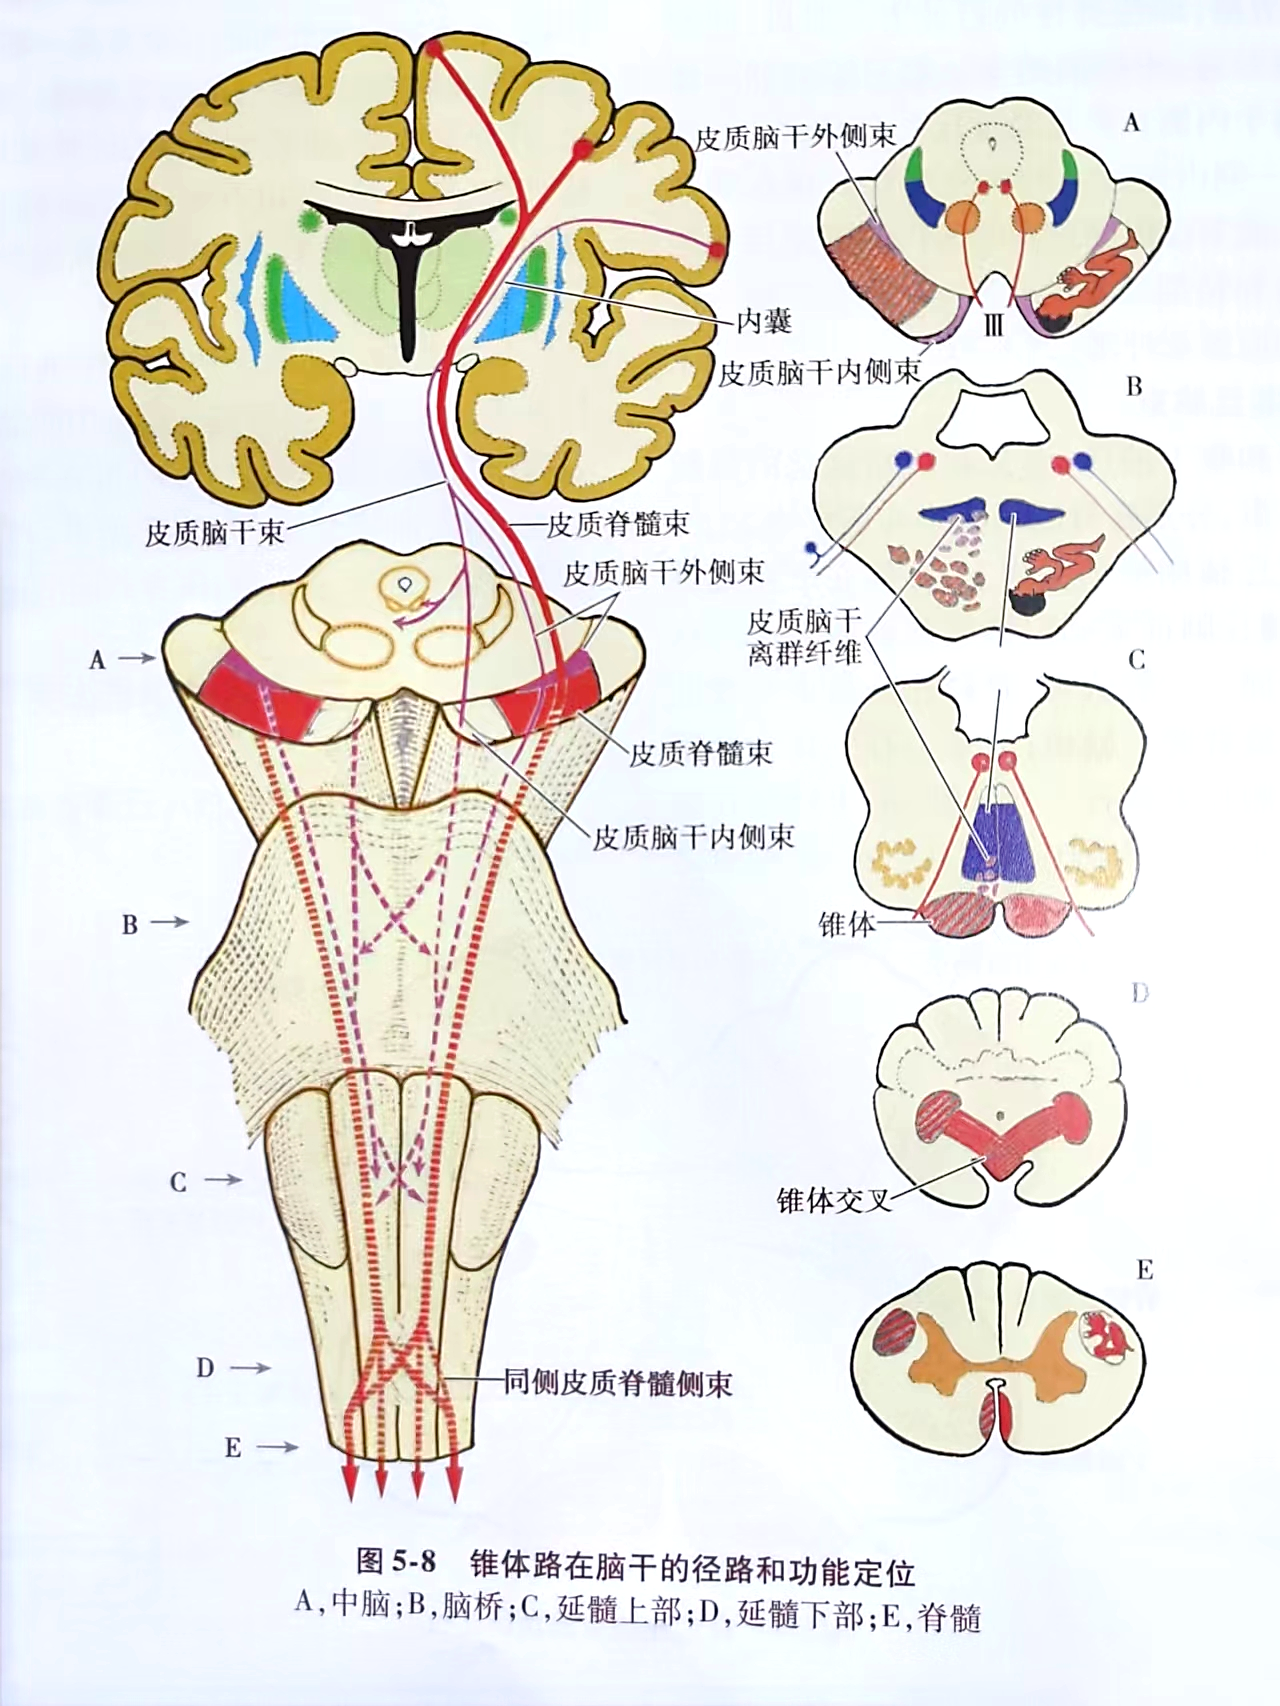 A
皮质脑干外侧束
Ⅲ
内囊
皮质脑干内侧束
B
皮质脑干束
皮质脊髓束
皮质脑干外侧束
皮质脑干
离群纤维
A
C
皮质脊髓束
皮质脑干内侧束
B
锥体
D
C
锥体交叉
E
D
同侧皮质脊髓侧束
E
图 5-8 锥体路在脑干的径路和功能定位
A,中脑;B,脑桥;C,延髓上部;D,延髓下部;E,脊髓